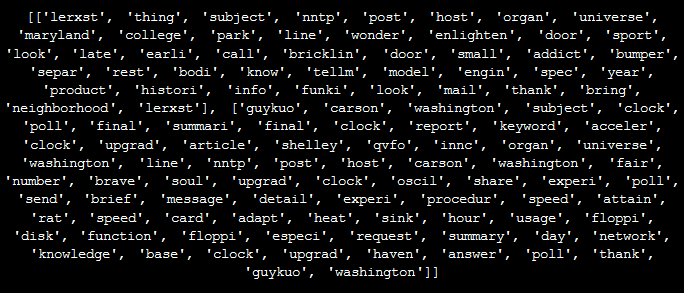 [['lerxst', 'thing', 'subject', 'nntp', 'post', 'host', 'organ', 'universe',
'maryland', 'college', 'park', 'line', 'wonder', 'enlighten', 'door', 'sport',
'look', 'late', 'earli', 'call', 'bricklin', 'door', 'small', 'addict', 'bumper',
'separ', 'rest', 'bodi', 'know', 'tellm', 'model', 'engin', 'spec', 'year',
'product', 'histori', 'info', 'funki', 'look', 'mail', 'thank', 'bring',
'neighborhood', 'lerxst'], ['guykuo', 'carson', 'washington', 'subject', 'clock',
'poll', 'final', 'summari', 'final', 'clock', 'report', 'keyword', 'acceler',
'clock', 'upgrad', 'article', 'shelley', 'qvfo', 'innc', 'organ', 'universe',
'washington', 'line', 'nntp', 'post', 'host', 'carson', 'washington', 'fair',
'number', 'brave', 'soul', 'upgrad', 'clock', 'oscil', 'share', 'experi', 'poll',
'send', 'brief', 'message', 'detail', 'experi', 'procedur', 'speed', 'attain',
'rat', 'speed', 'card', 'adapt', 'heat', 'sink', 'hour', 'usage', 'floppi',
'disk', 'function', 'floppi', 'especi', 'request', 'summary', 'day', 'network',
'knowledge', 'base', 'clock', 'upgrad', 'haven', 'answer', 'poll', 'thank',
'guykuo', 'washington']]